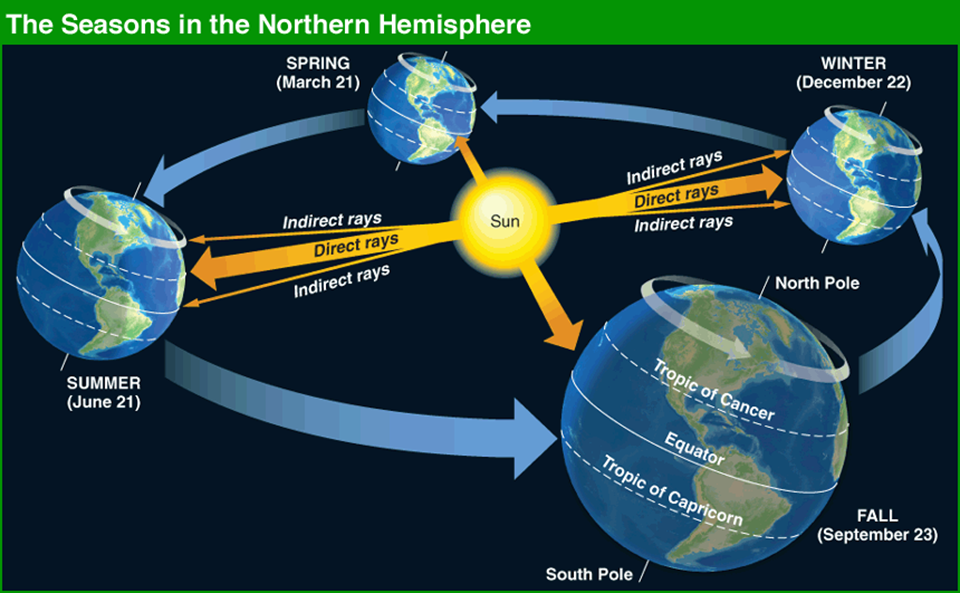 The Seasons in the Northern Hemisphere
SPRING
(March 21)
WINTER
(December 22)
Indirect rays
Direct rays
Indirect rays
Sun
Indirect rays
Direct rays
Indirect rays
North Pole
SUMMER
(June 21)
Tropic of Cancer
Equator
Tropic of Capricorn
FALL
(September 23)
South Pole